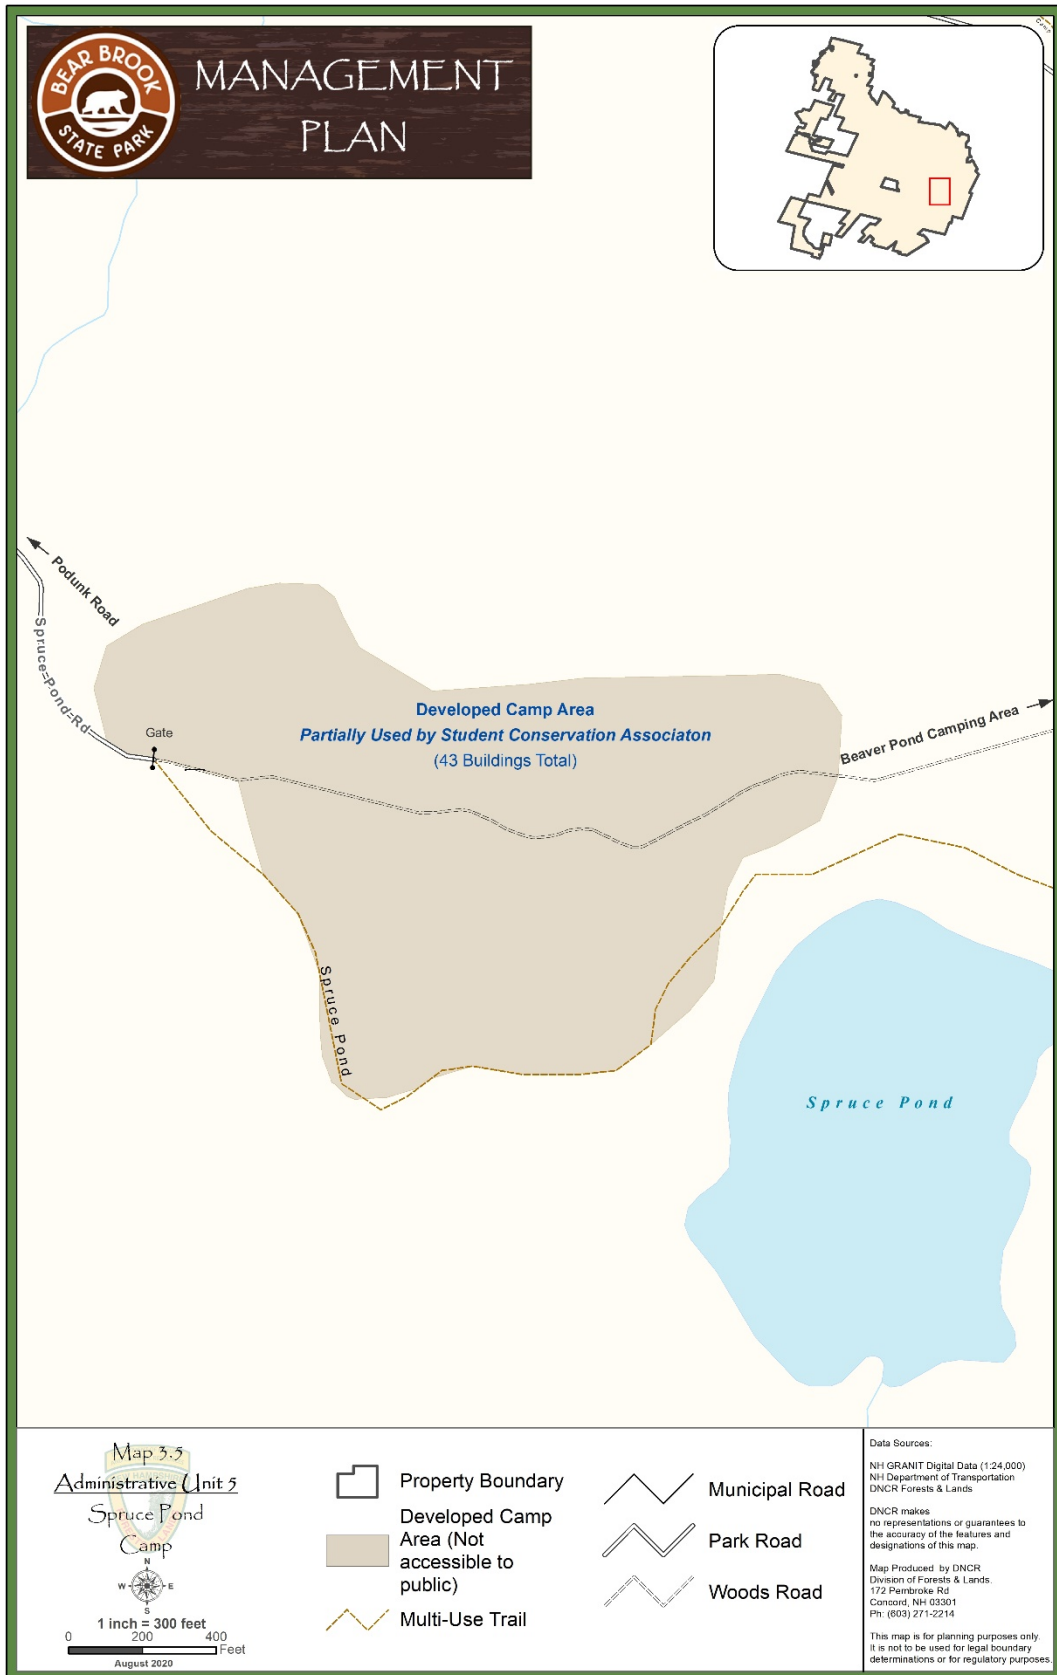 BEAR BROOK
STATE PARK
MANAGEMENT
PLAN
Camp
Podunk Road
Spruce Pond Rd
Gate
Developed Camp Area
Partially Used by Student Conservation Associaton
(43 Buildings Total)
Beaver Pond Camping Area
Spruce Pond
Spruce Pond
Map 3.5
Administrative Unit 5
Spruce Pond
Camp
N
W
E
S
1 inch = 300 feet
0 200 400
Feet
August 2020
Property Boundary
Developed Camp
Area (Not
accessible to
public)
Multi-Use Trail
Municipal Road
Park Road
Woods Road
Data Sources:
NH GRANIT Digital Data (1:24,000)
NH Department of Transportation
DNCR Forests & Lands
DNCR makes
no representations or guarantees to
the accuracy of the features and
designations of this map.
Map Produced by DNCR
Division of Forests & Lands.
172 Pembroke Rd
Concord, NH 03301
Ph: (603) 271-2214
This map is for planning purposes only.
It is not to be used for legal boundary
determinations or for regulatory purposes.